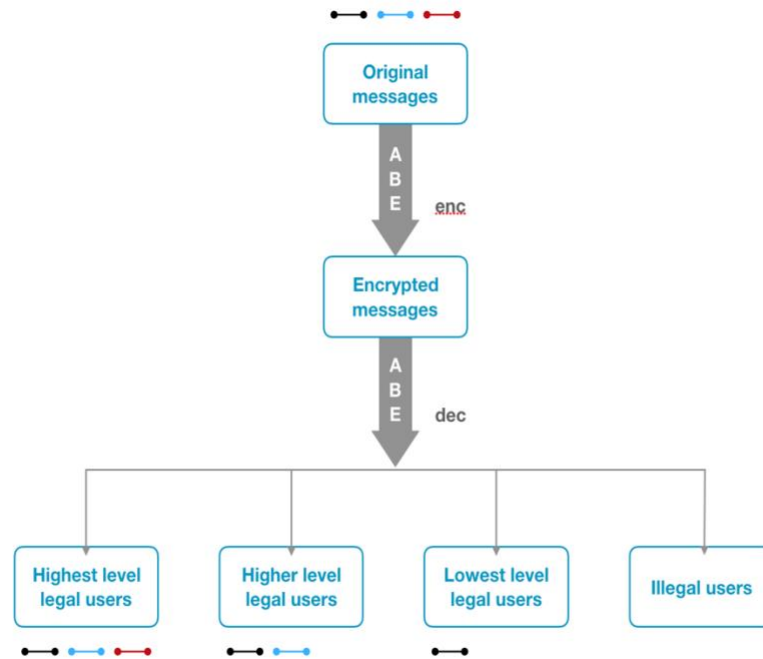 Original
messages
A
B
E
enc
Encrypted
messages
A
B
E
dec
Highest level
legal users
Higher level
legal users
Lowest level
legal users
Illegal users